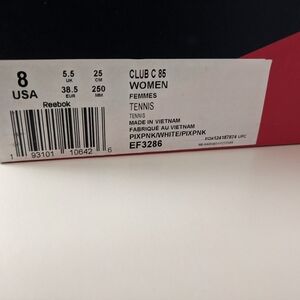 8 5.5 25 CLUB C 85
UK CM
USA 38.5 250 WOMEN
EUR MM FEMMES
Reebok TENNIS
TENNIS
MADE IN VIETNAM
FABRIQUÉ AU VIETNAM
PIXPNK/WHITE/PIXPNK
EF3286
1 93101 10642 6